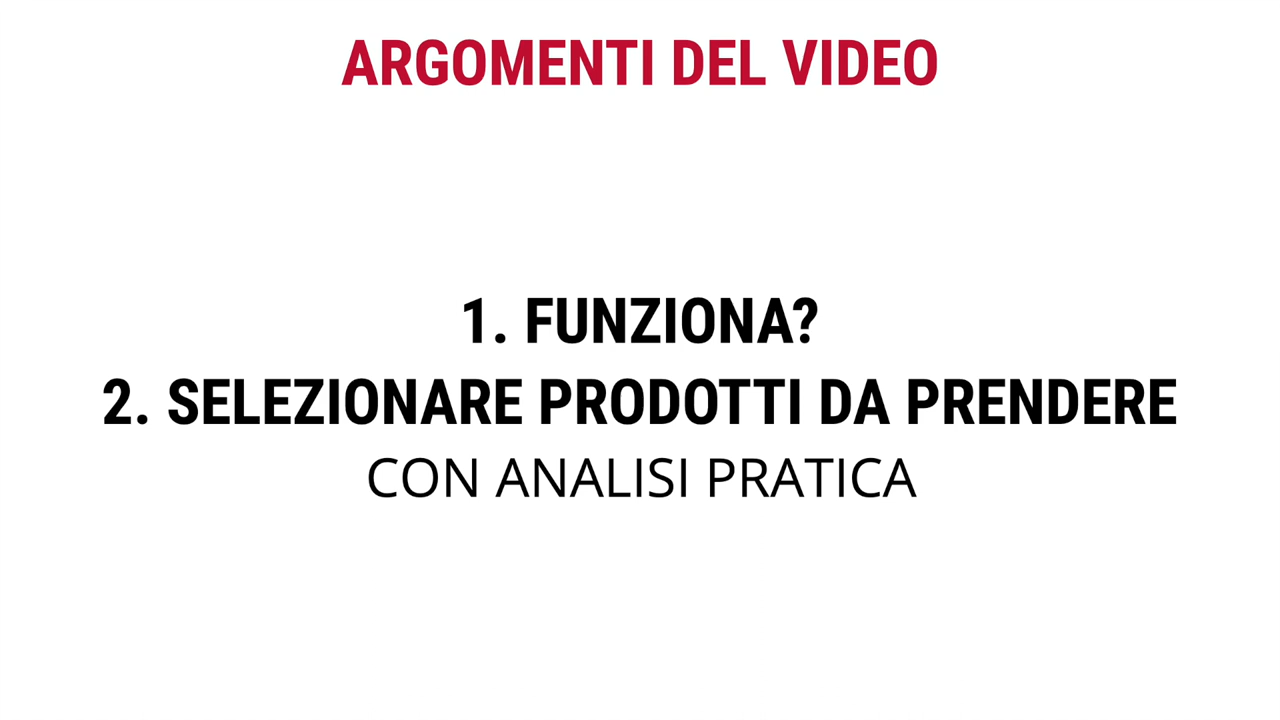 ARGOMENTI DEL VIDEO
1. FUNZIONA?
2. SELEZIONARE PRODOTTI DA PRENDERE
CON ANALISI PRATICA